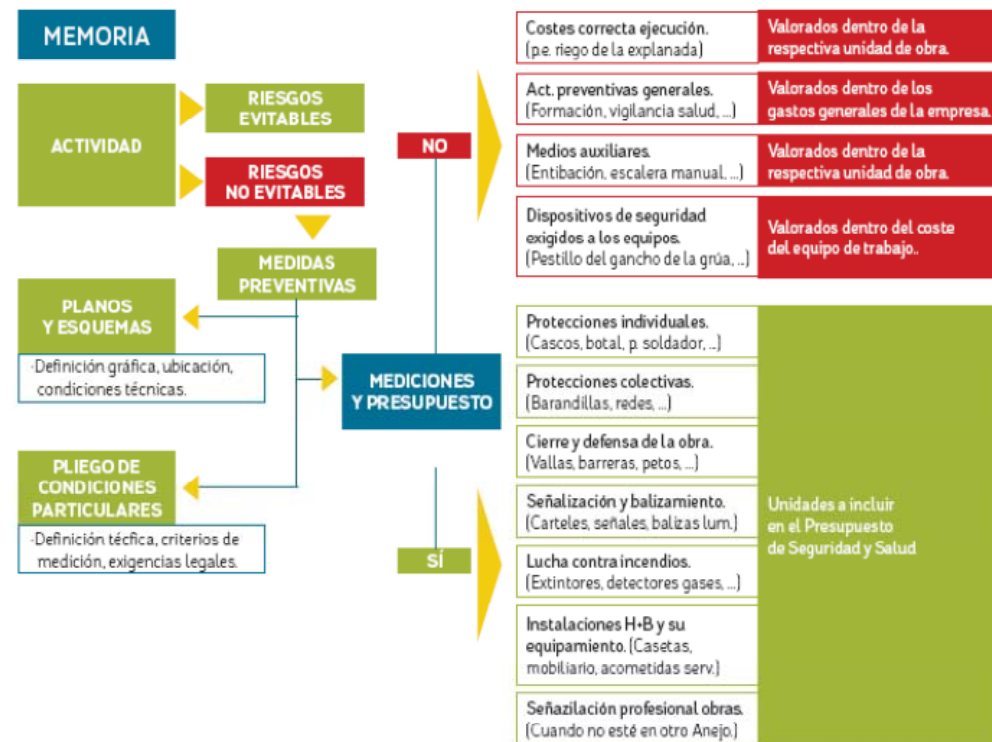 MEMORIA
ACTIVIDAD
RIESGOS
EVITABLES
RIESGOS
NO EVITABLES
MEDIDAS
PREVENTIVAS
PLANOS
Y ESQUEMAS
·Definición gráfica, ubicación,
condiciones técnicas.
PLIEGO DE
CONDICIONES
PARTICULARES
·Definición técfica, criterios de
medición, exigencias legales.
MEDICIONES
Y PRESUPUESTO
NO
Costes correcta ejecución.
(p.e. riego de la explanada)
Valorados dentro de la
respectiva unidad de obra.
Act. preventivas generales.
(Formación, vigilancia salud, ...)
Valorados dentro de los
gastos generales de la empresa.
Medios auxiliares.
(Entibación, escalera manual, ...)
Valorados dentro de la
respectiva unidad de obra.
Dispositivos de seguridad
exigidos a los equipos.
(Pestillo del gancho de la grúa, ..)
Valorados dentro del coste
del equipo de trabajo..
SÍ
Protecciones individuales.
(Cascos, botal, p. soldador, ...)
Protecciones colectivas.
(Barandillas, redes, ...)
Cierre y defensa de la obra.
(Vallas, barreras, petos, ...)
Señalización y balizamiento.
(Carteles, señales, balizas lum.)
Lucha contra incendios.
(Extintores, detectores gases, ...)
Instalaciones H+B y su
equipamiento. (Casetas,
mobiliario, acometidas serv.)
Señazilación profesional obras.
(Cuando no esté en otro Anejo.)
Unidades a incluir
en el Presupuesto
de Seguridad y Salud